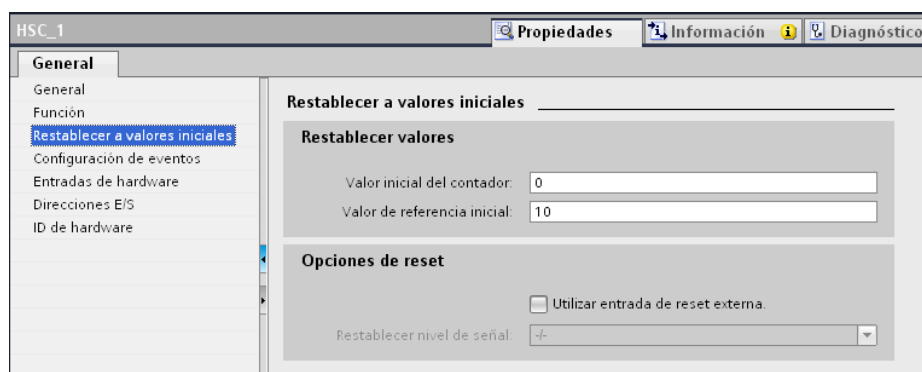 HSC_1
Propiedades
Información
Diagnóstico
General
General
Función
Restablecer a valores iniciales
Configuración de eventos
Entradas de hardware
Direcciones E/S
ID de hardware
Restablecer a valores iniciales
Restablecer valores
Valor inicial del contador: 0
Valor de referencia inicial: 10
Opciones de reset
Utilizar entrada de reset externa.
Restablecer nivel de señal: -/-